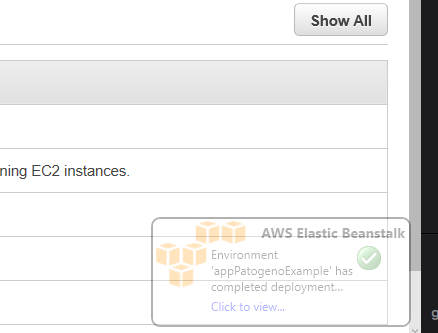 Show All
ning EC2 instances.
AWS Elastic Beanstalk
Environment
'appPatogenoExample' has
completed deployment...
Click to view...
g